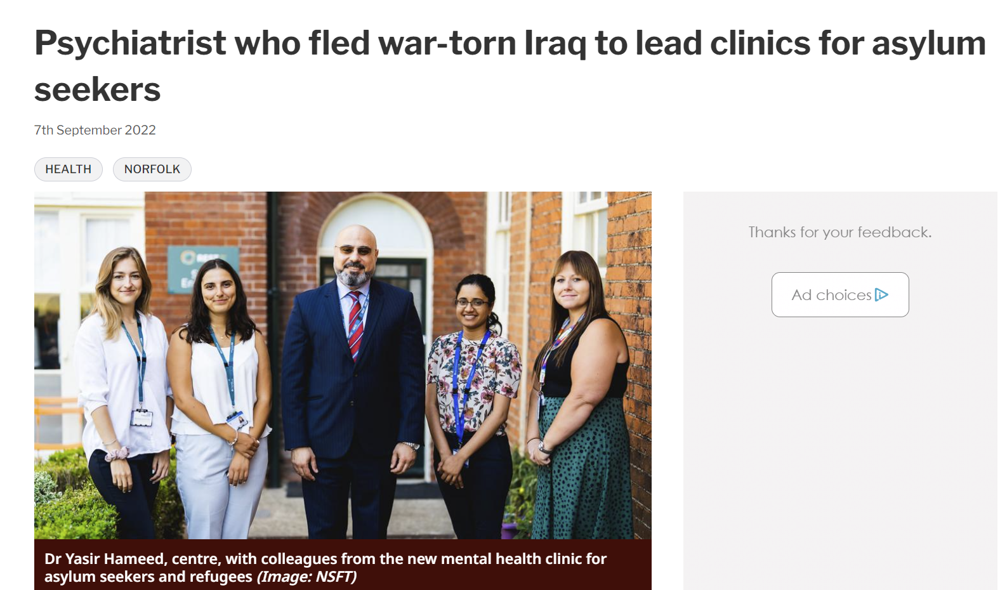 Psychiatrist who fled war-torn Iraq to lead clinics for asylum
seekers
7th September 2022
HEALTH
NORFOLK
Thanks for your feedback.
Ad choices
Dr Yasir Hameed, centre, with colleagues from the new mental health clinic for
asylum seekers and refugees (Image: NSFT)